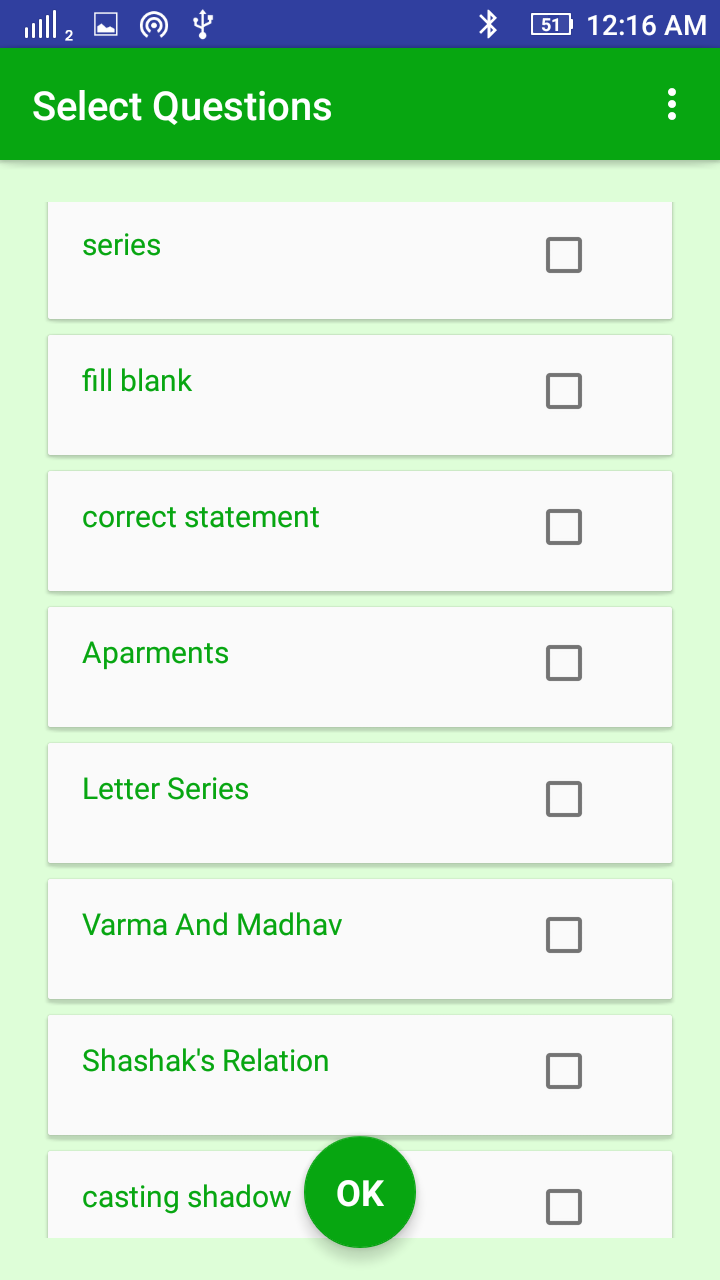 2
51
12:16 AM
Select Questions
series
fill blank
correct statement
Aparments
Letter Series
Varma And Madhav
Shashak's Relation
casting shadow
OK